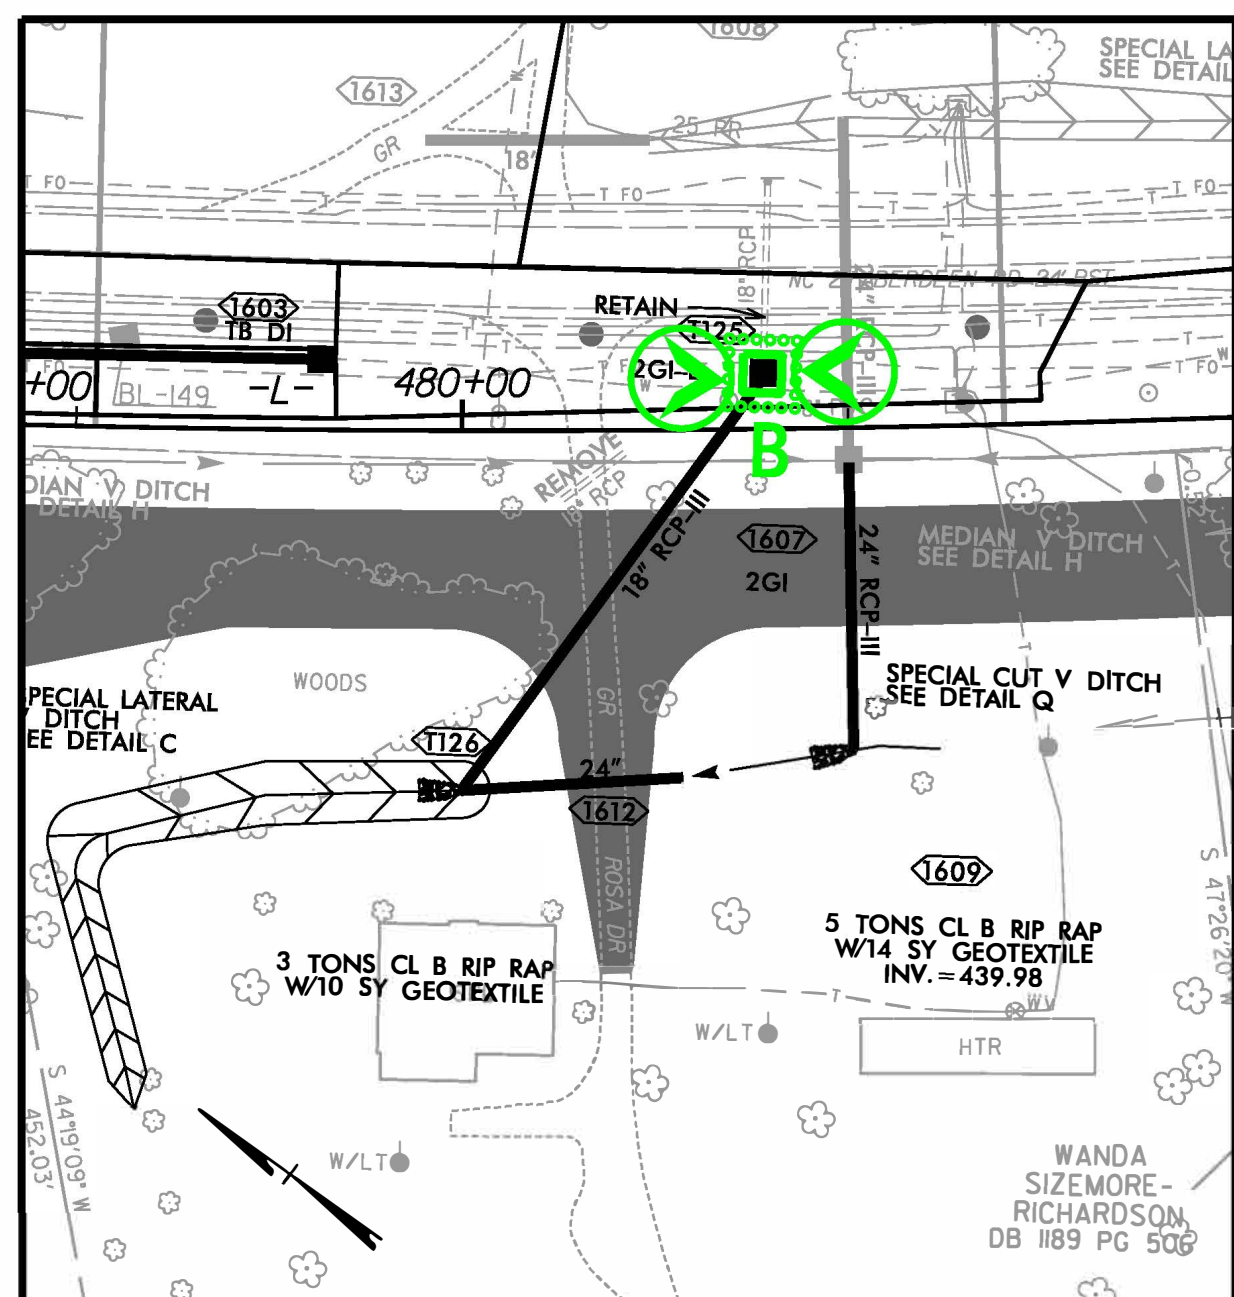 1608
SPECIAL LA
SEE DETAIL
1613
GR
18'
25 RR
T FO
T FO
T FO
18" RCP
NC 2 ABERDEEN RD 24' BST
1603
TB DI
RETAIN
T125
2GI-
+00
BL-149
-L-
480+00
B
REMOVE
18" RCP
DIAN V DITCH
DETAIL H
18" RCP-III
1607
2GI
24" RCP-III
MEDIAN V DITCH
SEE DETAIL H
-0.52'
WOODS
SPECIAL CUT V DITCH
SEE DETAIL Q
PECIAL LATERAL
V DITCH
EE DETAIL C
T126
GR
24"
1612
1609
ROSA DR
5 TONS CL B RIP RAP
W/14 SY GEOTEXTILE
INV.=439.98
3 TONS CL B RIP RAP
W/10 SY GEOTEXTILE
S 47°26'20" W
WV
W/LT
HTR
S 44°19'09" W
452.03'
W/LT
WANDA
SIZEMORE-
RICHARDSON
DB 1189 PG 506